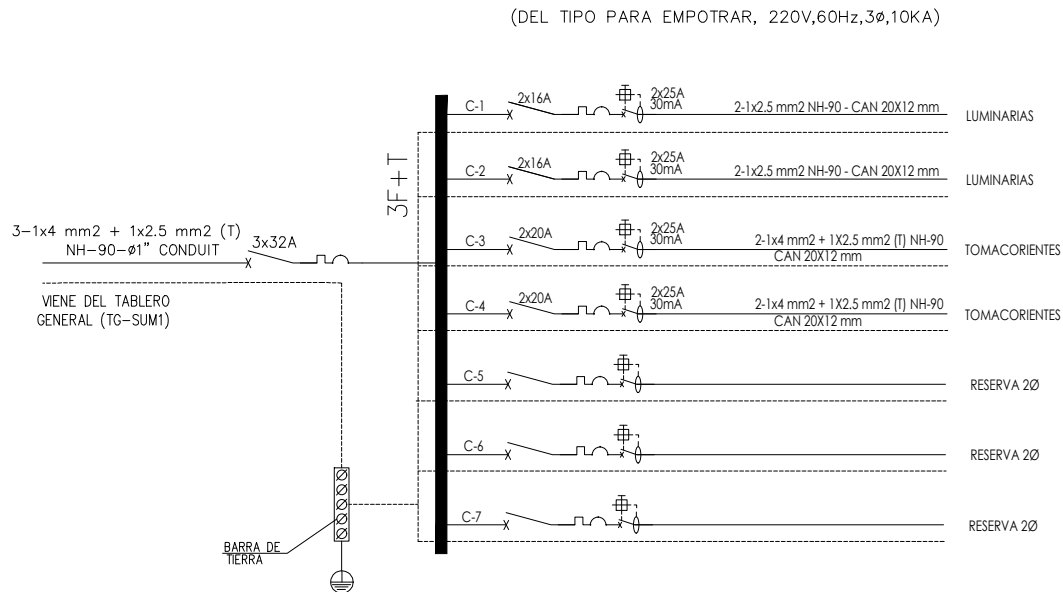 (DEL TIPO PARA EMPOTRAR, 220V,60Hz,3ø,10KA)
C-1
2x16A
2x25A
30mA
2-1x2.5 mm2 NH-90 - CAN 20X12 mm
LUMINARIAS
C-2
2x16A
2x25A
30mA
2-1x2.5 mm2 NH-90 - CAN 20X12 mm
LUMINARIAS
3F+T
3-1x4 mm2 + 1x2.5 mm2 (T)
NH-90-ø1" CONDUIT
3x32A
C-3
2x20A
2x25A
30mA
2-1x4 mm2 + 1X2.5 mm2 (T) NH-90
CAN 20X12 mm
TOMACORIENTES
VIENE DEL TABLERO
GENERAL (TG-SUM1)
C-4
2x20A
2x25A
30mA
2-1x4 mm2 + 1X2.5 mm2 (T) NH-90
CAN 20X12 mm
TOMACORIENTES
C-5
RESERVA 2Ø
C-6
RESERVA 2Ø
C-7
RESERVA 2Ø
BARRA DE
TIERRA